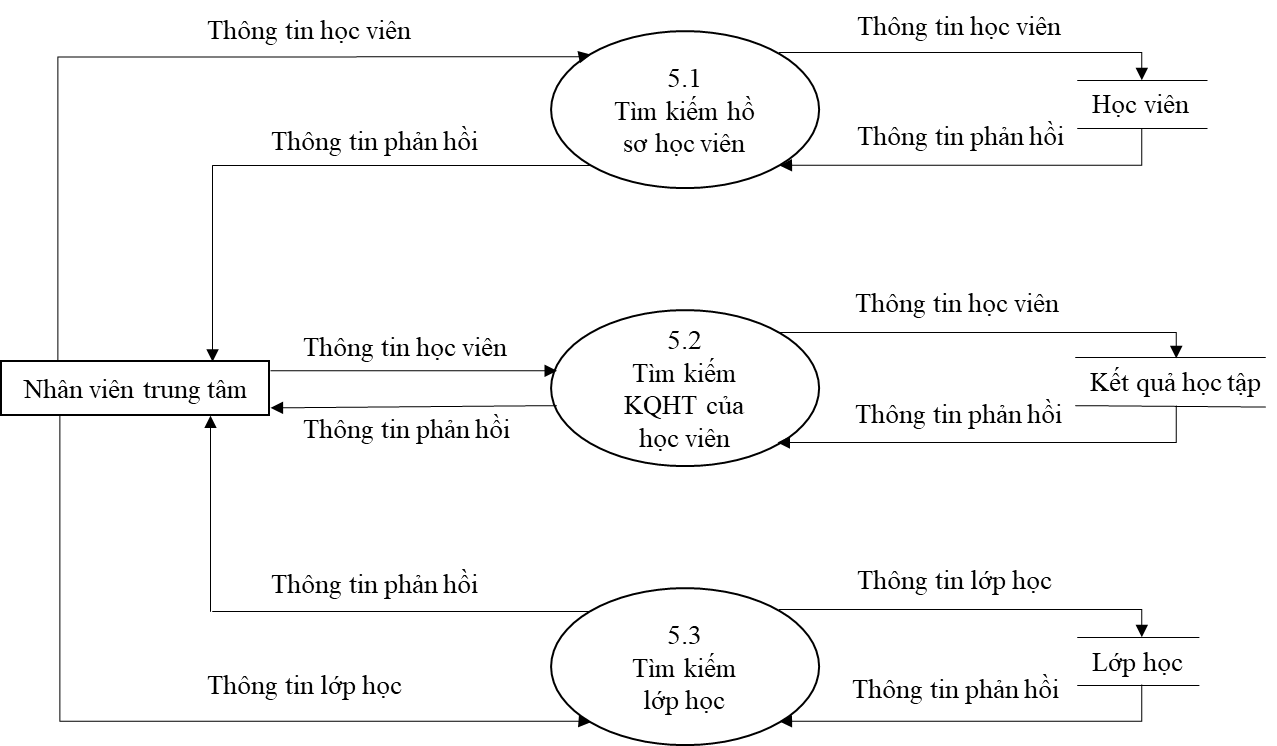 Thông tin học viên
Thông tin học viên
5.1
Tìm kiếm hồ
sơ học viên
Học viên
Thông tin phản hồi
Thông tin phản hồi
Thông tin học viên
Thông tin học viên
5.2
Tìm kiếm
KQHT của
học viên
Nhân viên trung tâm
Kết quả học tập
Thông tin phản hồi
Thông tin phản hồi
Thông tin phản hồi
Thông tin lớp học
5.3
Tìm kiếm
lớp học
Lớp học
Thông tin lớp học
Thông tin phản hồi